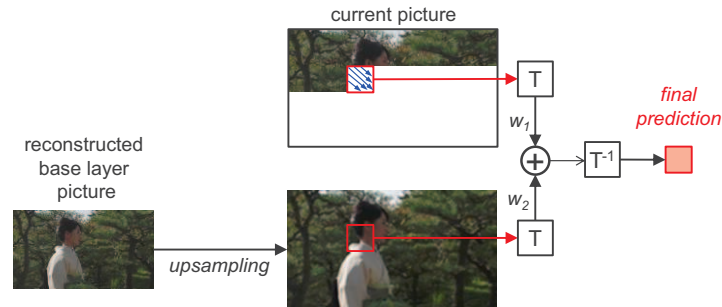 current picture
T
final
prediction
w1
reconstructed
base layer
picture
+
T-1
w2
T
upsampling